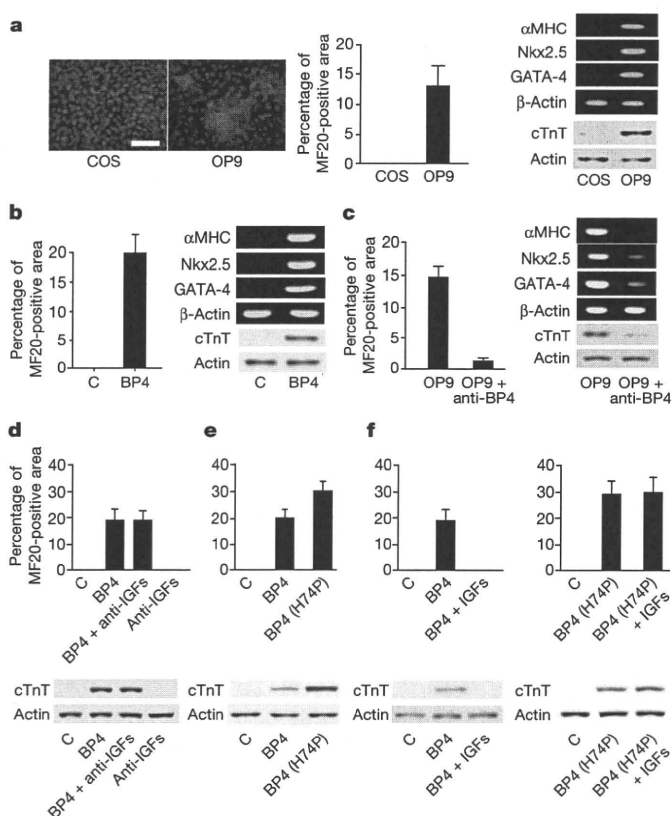 a
Percentage of
MF20-positive area
20
15
10
5
0
COS OP9
COS OP9
αMHC
Nkx2.5
GATA-4
β-Actin
cTnT
Actin
COS OP9
b
Percentage of
MF20-positive area
20
15
10
5
0
C BP4
αMHC
Nkx2.5
GATA-4
β-Actin
cTnT
Actin
C BP4
c
Percentage of
MF20-positive area
20
15
10
5
0
OP9 OP9 +
anti-BP4
αMHC
Nkx2.5
GATA-4
β-Actin
cTnT
Actin
OP9 OP9 +
anti-BP4
d
Percentage of
MF20-positive area
40
30
20
10
0
C
BP4
BP4 + anti-IGFs
Anti-IGFs
cTnT
Actin
C
BP4
BP4 + anti-IGFs
Anti-IGFs
e
40
30
20
10
0
C
BP4
BP4 (H74P)
cTnT
Actin
C
BP4
BP4 (H74P)
f
40
30
20
10
0
C
BP4
BP4 + IGFs
40
30
20
10
0
C
BP4 (H74P)
BP4 (H74P)
+ IGFs
cTnT
Actin
C
BP4
BP4 + IGFs
cTnT
Actin
C
BP4 (H74P)
BP4 (H74P)
+ IGFs